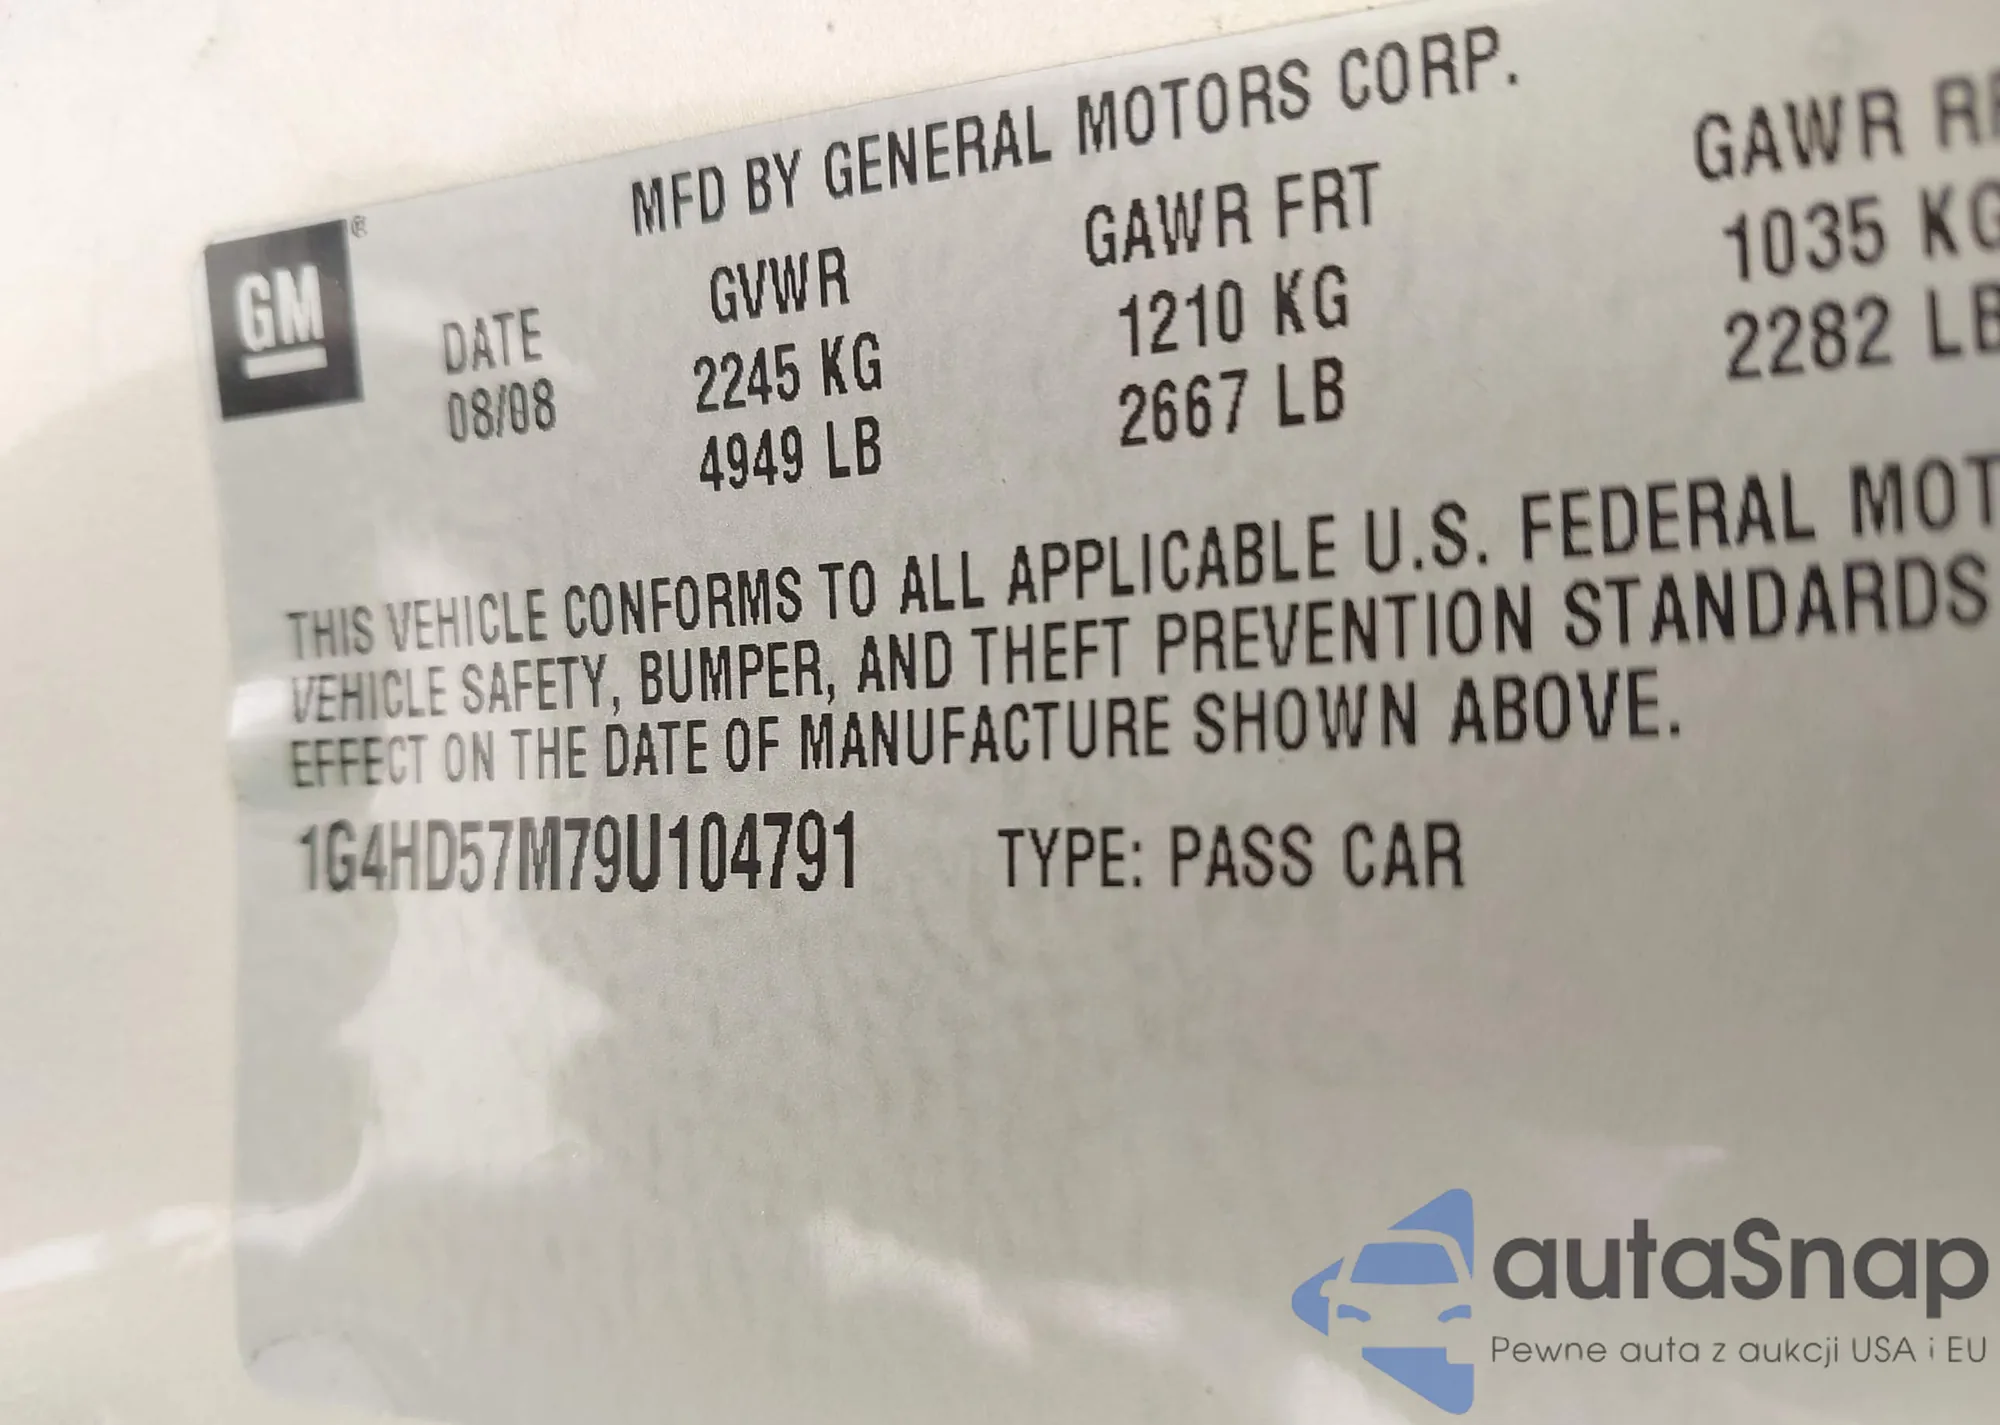 MFD BY GENERAL MOTORS CORP.
GM ®
DATE
08/08
GVWR
2245 KG
4949 LB
GAWR FRT
1210 KG
2667 LB
GAWR
1035 KG
2282 LB
THIS VEHICLE CONFORMS TO ALL APPLICABLE U.S. FEDERAL MOT
VEHICLE SAFETY, BUMPER, AND THEFT PREVENTION STANDARDS
EFFECT ON THE DATE OF MANUFACTURE SHOWN ABOVE.
1G4HD57M79U104791 TYPE: PASS CAR
autaSnap
Pewne auta z aukcji USA i EU